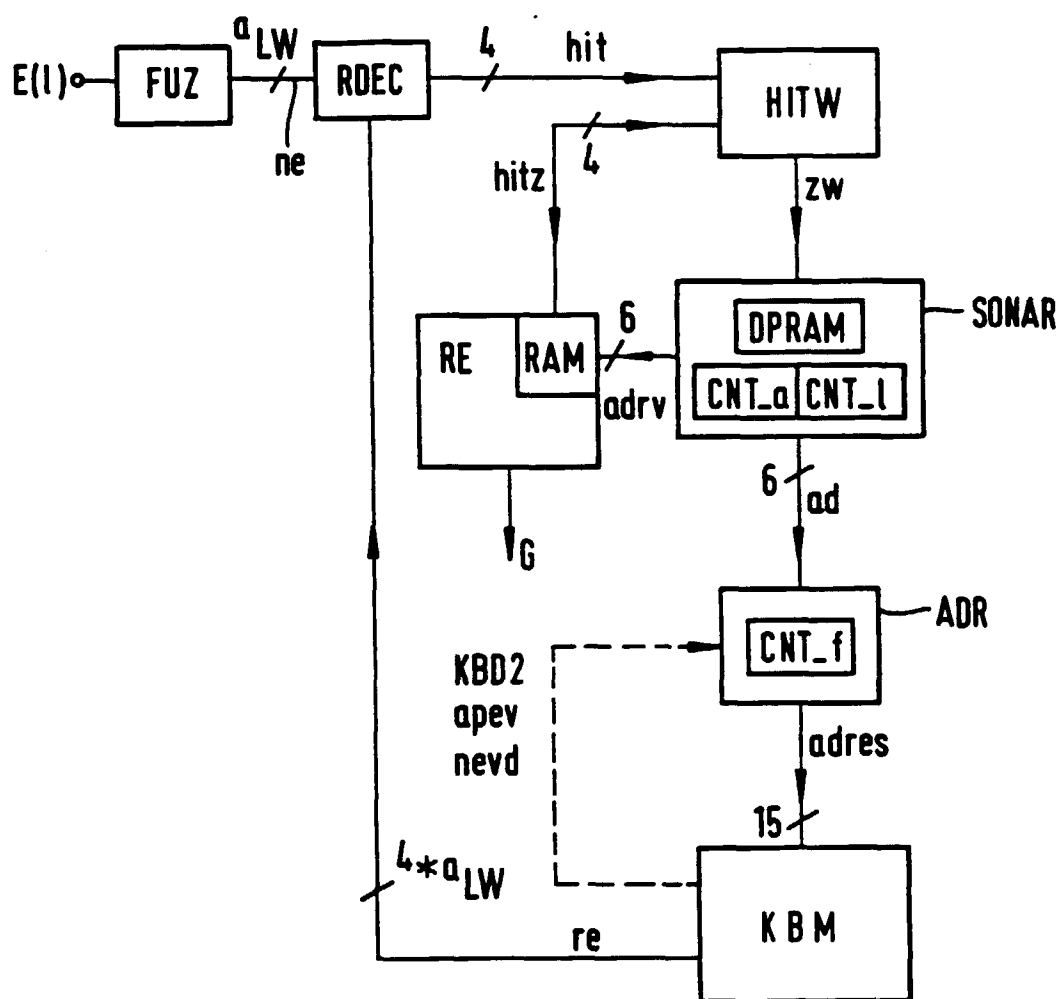 a LW
4
hit
E(l)
FUZ
RDEC
HITW
ne
4
hitz
zw
SONAR
DPRAM
6
RE
RAM
adrv
CNT_a
CNT_l
6
ad
G
ADR
CNT_f
KBD2
apev
nevd
adres
15
4*a LW
KBM
re